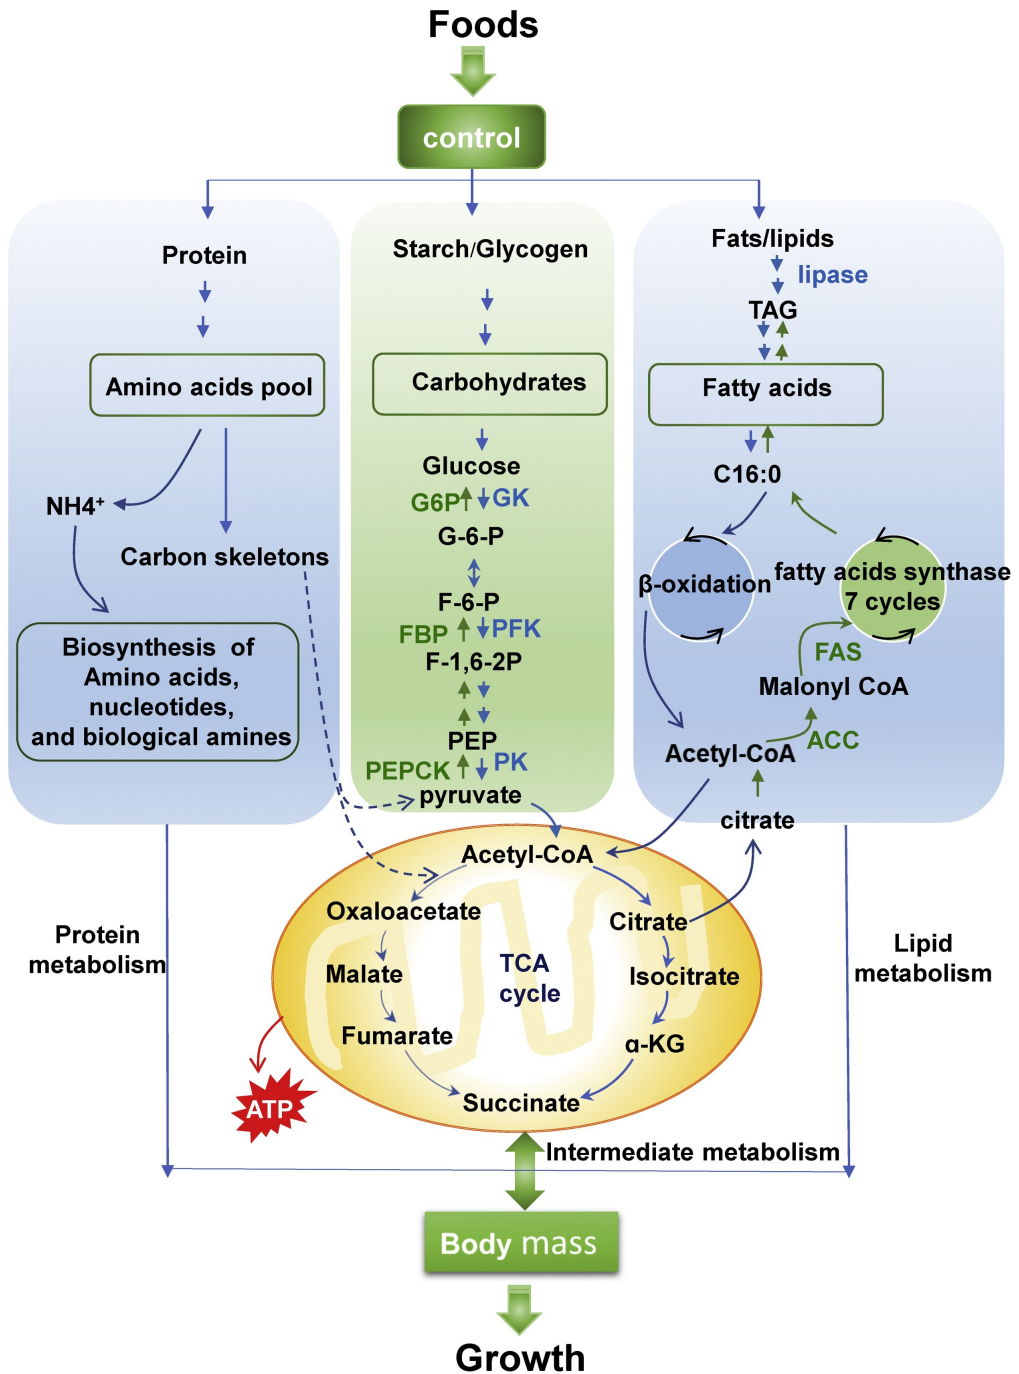 Foods
control
Protein
Amino acids pool
NH4⁺
Carbon skeletons
Biosynthesis of
Amino acids,
nucleotides,
and biological amines
Starch/Glycogen
Carbohydrates
Glucose
G6P
GK
G-6-P
F-6-P
FBP
PFK
F-1,6-2P
PEP
PEPCK
PK
pyruvate
Fats/lipids
lipase
TAG
Fatty acids
C16:0
β-oxidation
fatty acids synthase
7 cycles
FAS
Malonyl CoA
ACC
Acetyl-CoA
citrate
Acetyl-CoA
Oxaloacetate
Citrate
Malate
TCA
cycle
Isocitrate
Fumarate
α-KG
Succinate
Protein
metabolism
Lipid
metabolism
ATP
Intermediate metabolism
Body mass
Growth